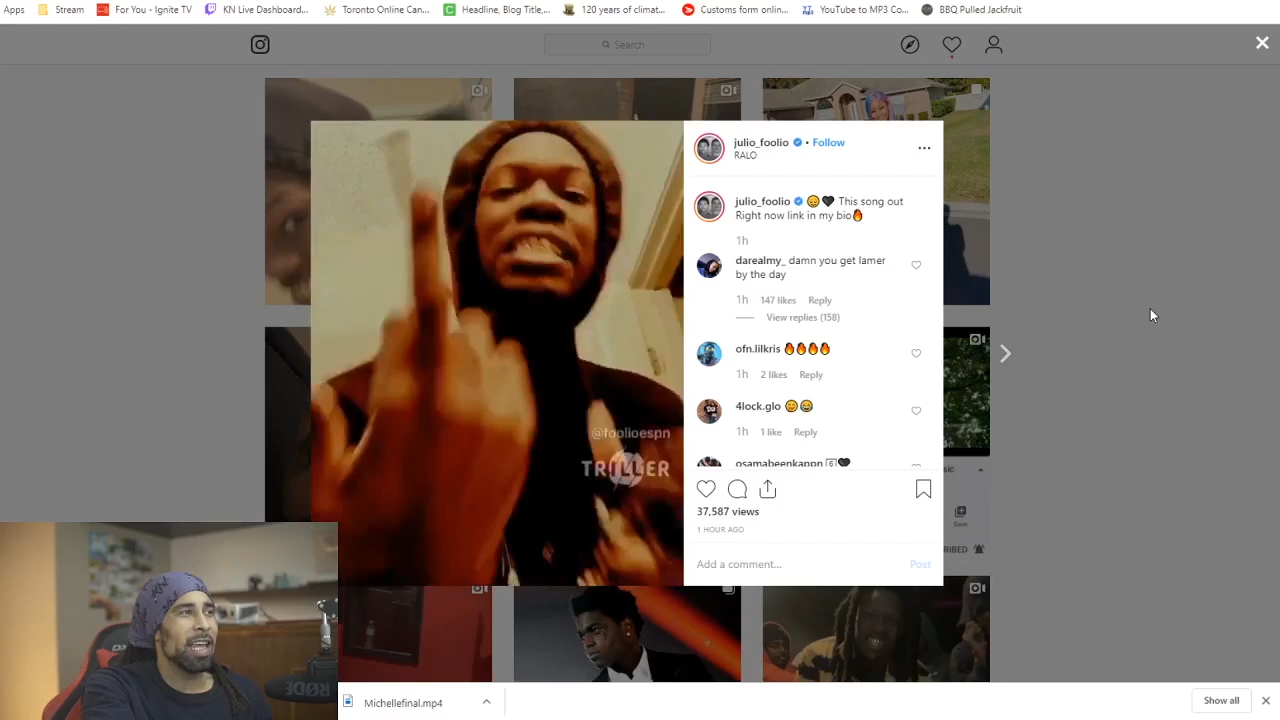 Apps Stream For You - Ignite TV KN Live Dashboard... Toronto Online Can... Headline, Blog Title,... 120 years of climat... Customs form onlin... YouTube to MP3 Co... BBQ Pulled Jackfruit
Search
julio_foolio • Follow
RALO
julio_foolio 😞🖤 This song out
Right now link in my bio🔥
1h
darealmy_ damn you get lamer
by the day
1h 147 likes Reply
View replies (158)
ofn.lilkris 🔥🔥🔥🔥
1h 2 likes Reply
4lock.glo 😊😂
1h 1 like Reply
osamabeenkappn 6️⃣🖤
37,587 views
1 HOUR AGO
Add a comment... Post
@foolioespn
TRILLER
Save
RIBED
RØDE
Michellefinal.mp4
Show all